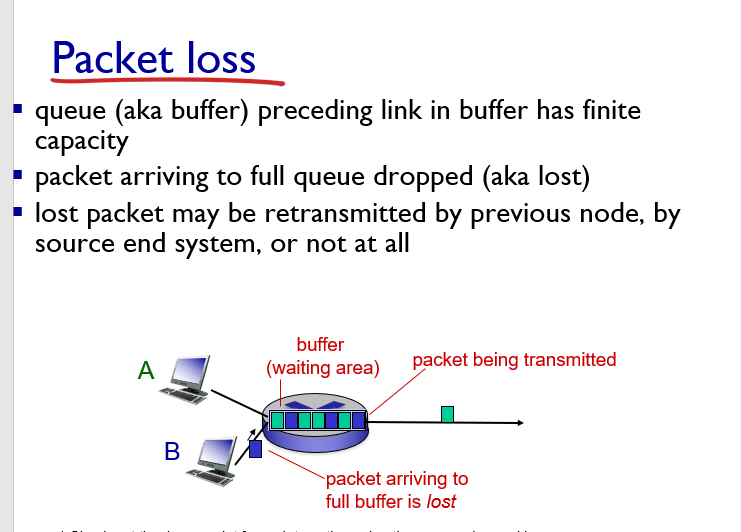 Packet loss
queue (aka buffer) preceding link in buffer has finite
capacity
packet arriving to full queue dropped (aka lost)
lost packet may be retransmitted by previous node, by
source end system, or not at all
buffer
(waiting area)
packet being transmitted
A
B
packet arriving to
full buffer is lost